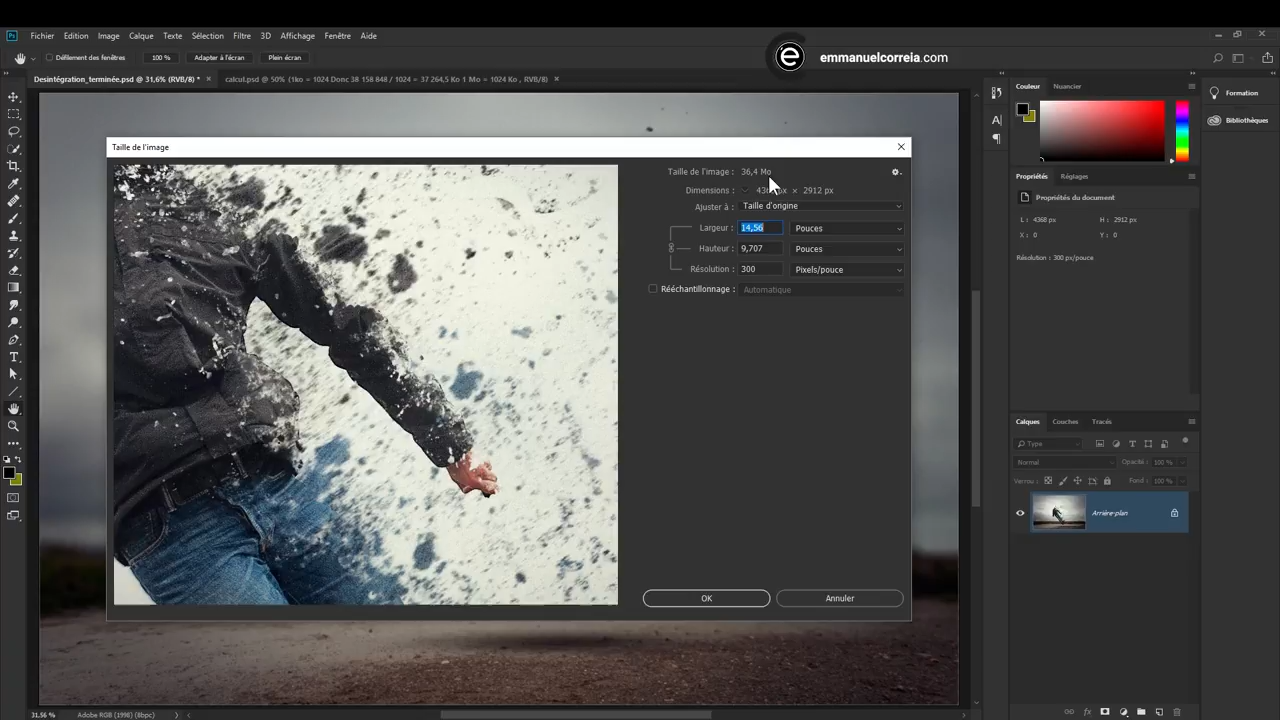 Ps Fichier Edition Image Calque Texte Sélection Filtre 3D Affichage Fenêtre Aide
Défilement des fenêtres 100 % Adapter à l'écran Plein écran
emmanuelcorreia.com
Désintégration_terminée.psd @ 31,6% (RVB/8) * × calcul.psd @ 50% (1ko = 1024 Donc 38 158 848 / 1024 = 37 264,5 Ko 1 Mo = 1024 Ko , RVB/8) ×
Couleur Nuancier
Formation
Bibliothèques
Taille de l'image
Taille de l'image : 36,4 Mo
Dimensions : px × 2912 px
Ajuster à : Taille d'origine
Largeur : 14,56 Pouces
Hauteur : 9,707 Pouces
Résolution : 300 Pixels/pouce
Rééchantillonnage : Automatique
OK Annuler
Propriétés Réglages
Propriétés du document
L : 4368 px H : 2912 px
X : 0 Y : 0
Résolution : 300 px/pouce
Calques Couches Tracés
Type
Normal Opacité : 100 %
Verrou : Fond : 100 %
Arrière-plan
31,56 % Adobe RGB (1998) (8bpc)